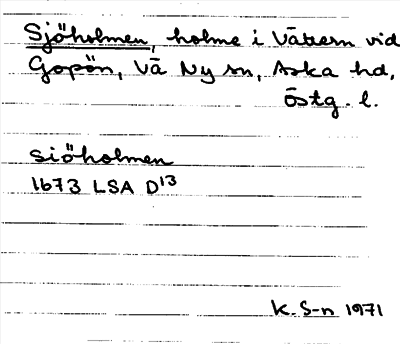 Sjöholmen, holme i Vättern vid
Gopön, Vä Ny sn, Aska hd,
Östg. l.
siöholmen
1673 LSA D13
K. S-n 1971